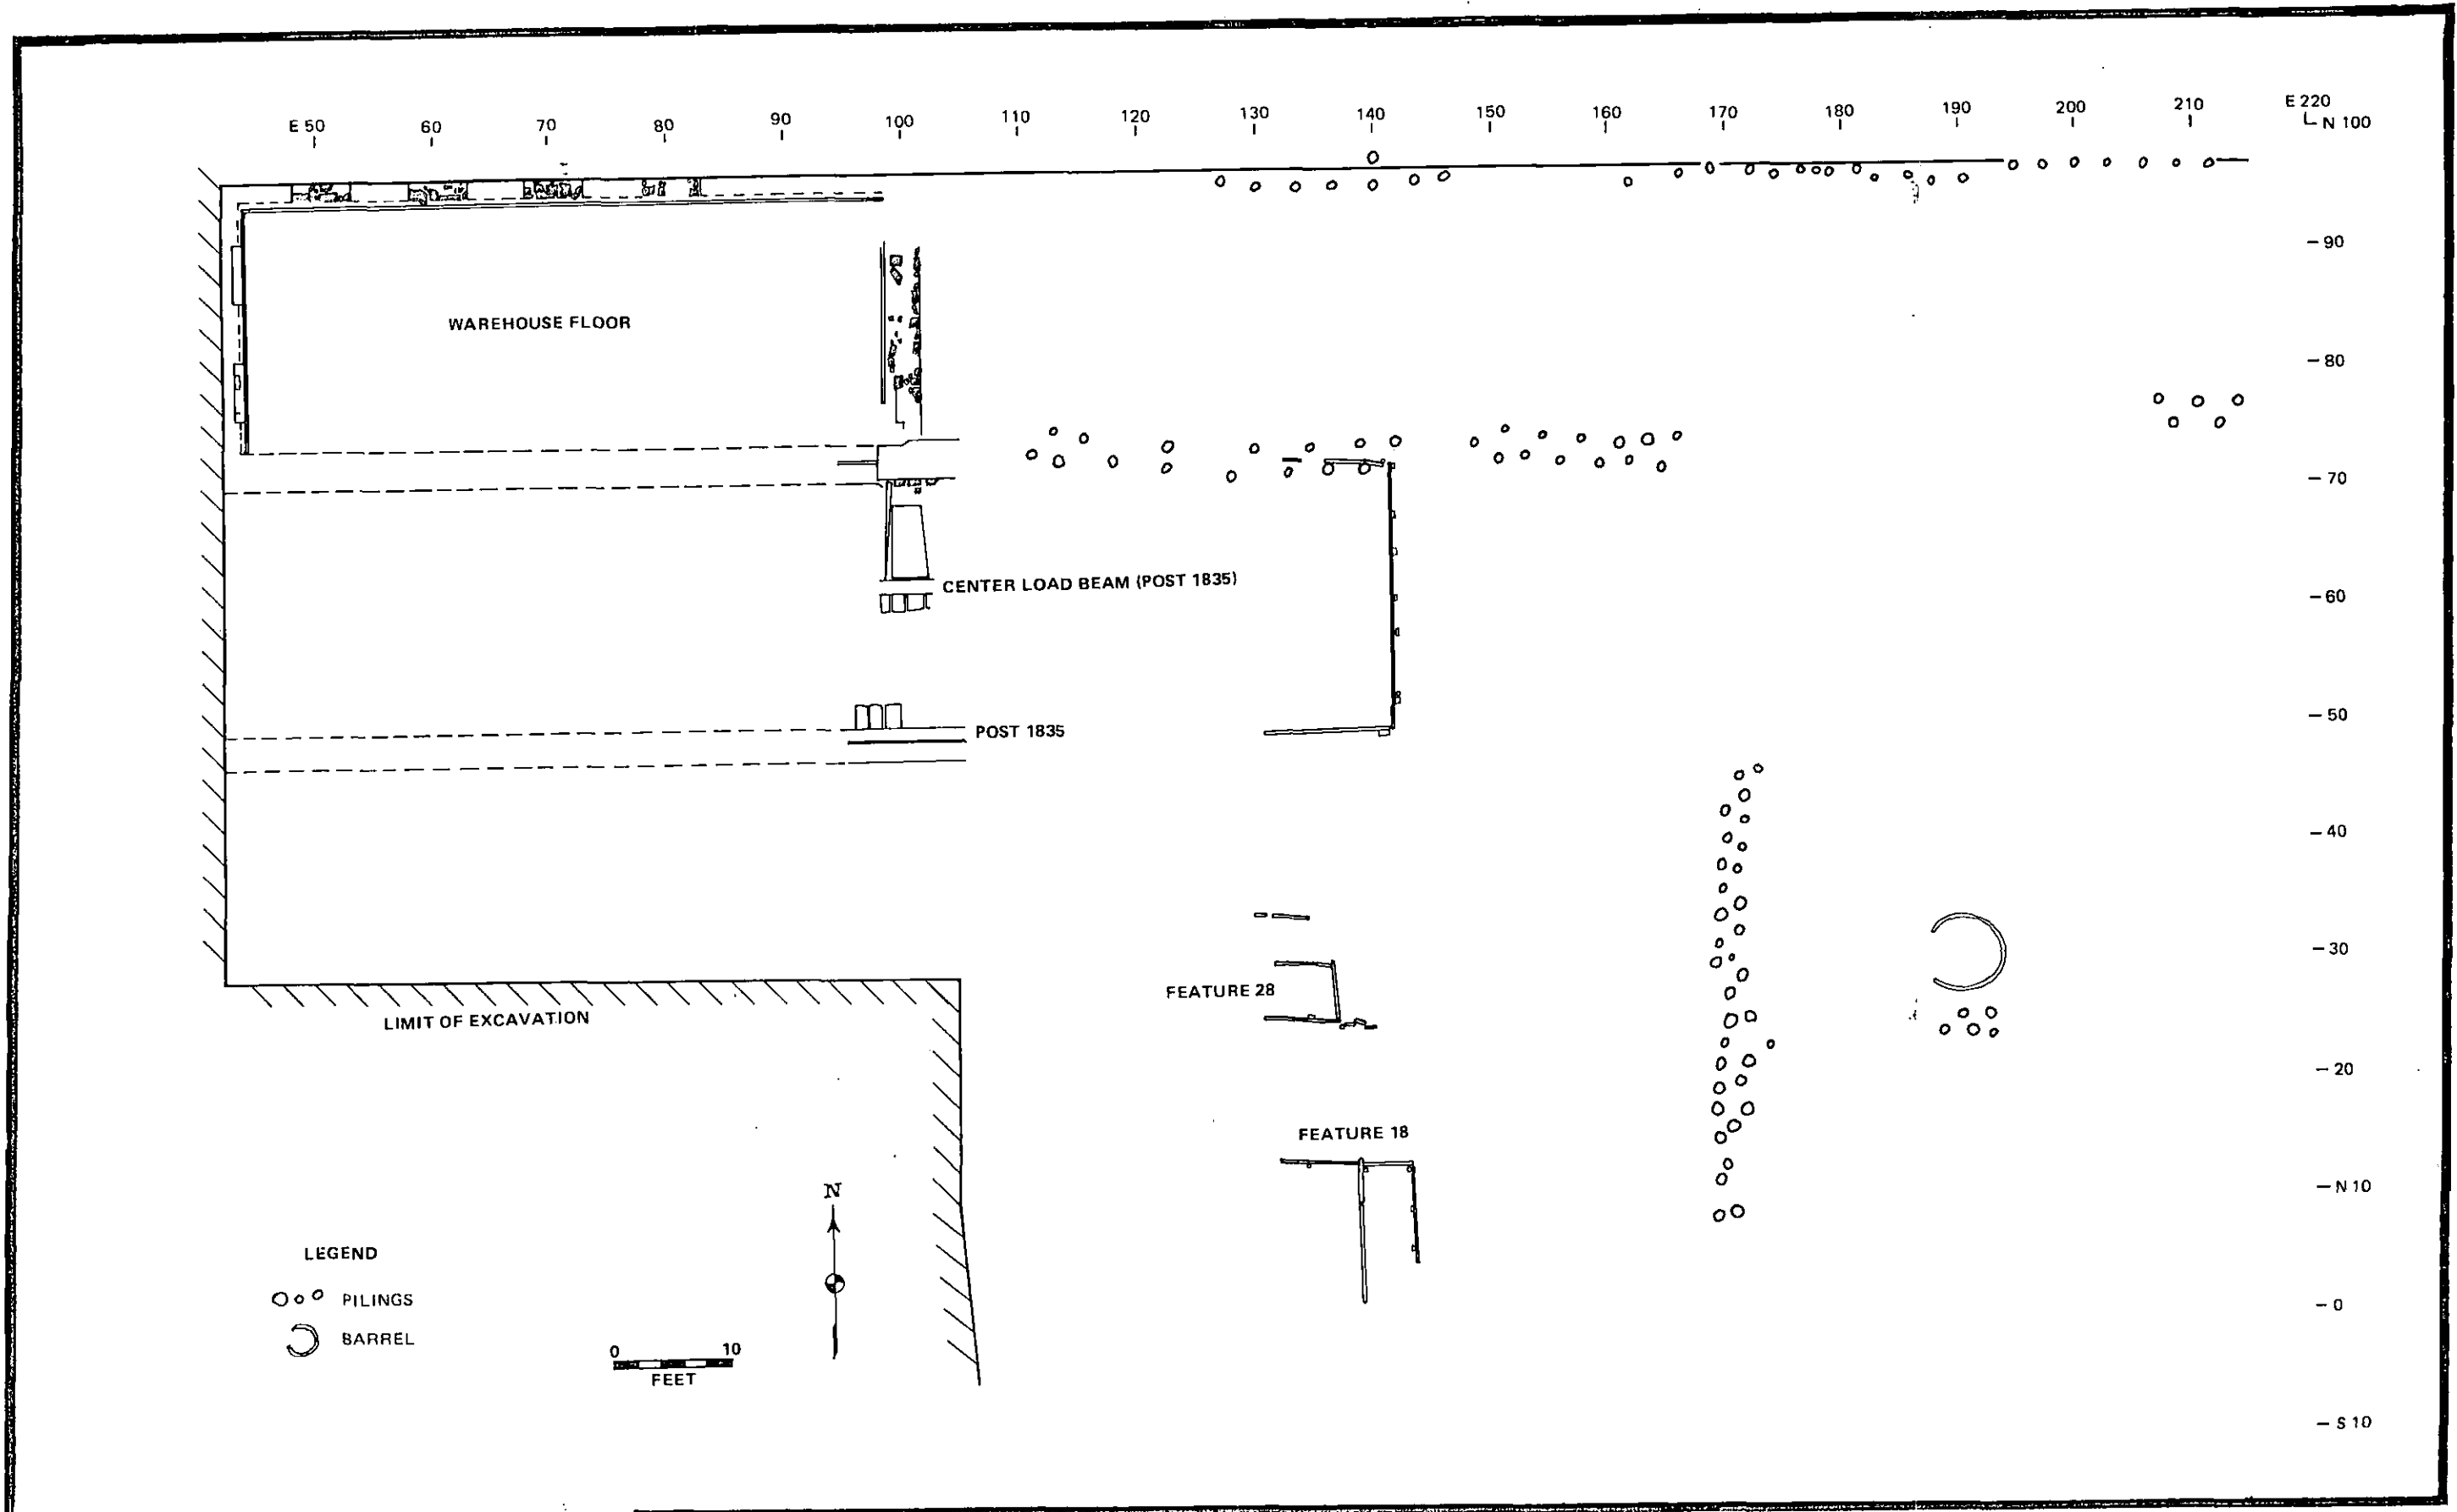 E 50 60 70 80 90 100 110 120 130 140 150 160 170 180 190 200 210 E 220
N 100
90
80
WAREHOUSE FLOOR
70
CENTER LOAD BEAM (POST 1835)
60
50
POST 1835
40
30
FEATURE 28
LIMIT OF EXCAVATION
20
FEATURE 18
N 10
N
LEGEND
PILINGS
0
BARREL
0 10
FEET
S 10